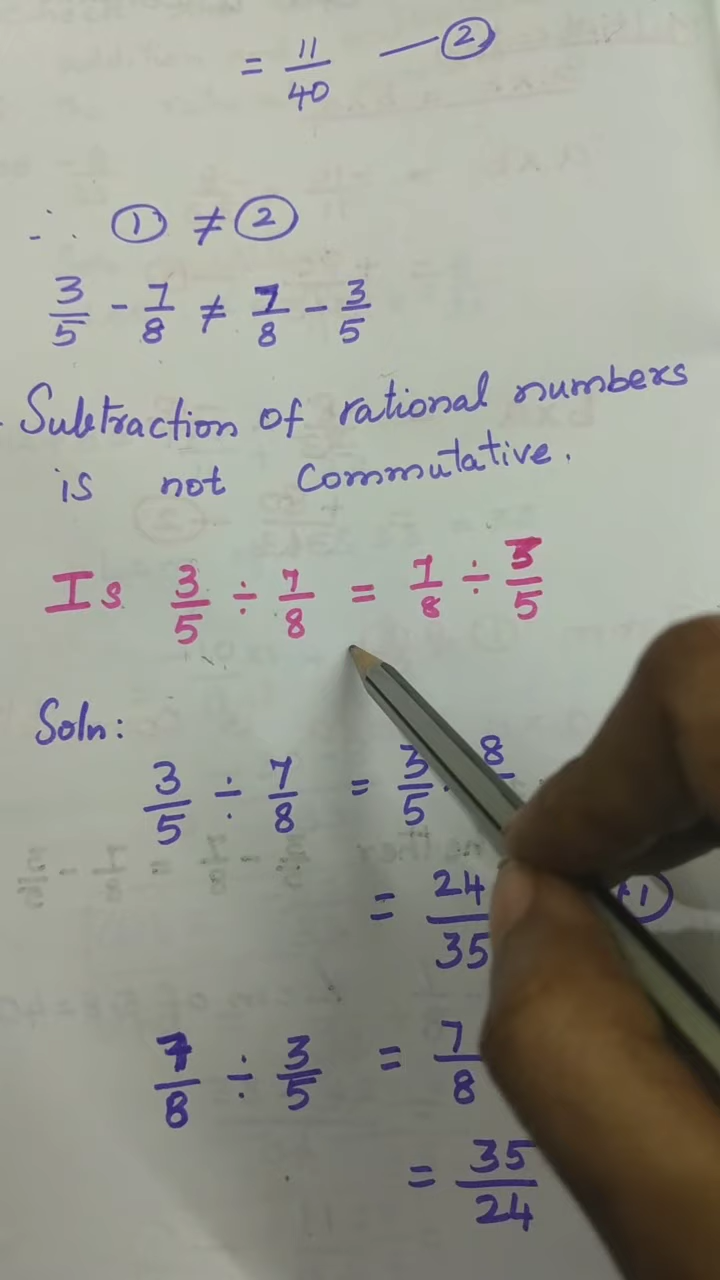 = 11/40 — ②
∴ ① ≠ ②
3/5 - 7/8 ≠ 7/8 - 3/5
Subtraction of rational numbers
is not commutative.
Is 3/5 ÷ 7/8 = 7/8 ÷ 3/5
Soln:
3/5 ÷ 7/8 = 3/5 · 8
= 24/35 ①
7/8 ÷ 3/5 = 7/8
= 35/24